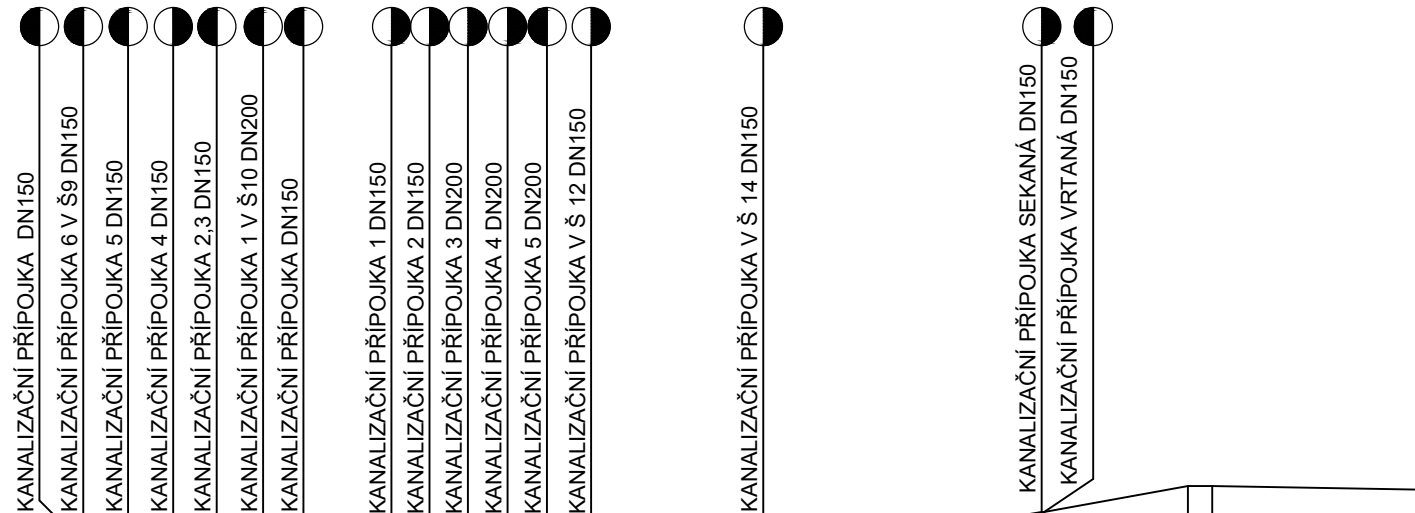 KANALIZAČNÍ PŘÍPOJKA DN150
KANALIZAČNÍ PŘÍPOJKA 6 V Š9 DN150
KANALIZAČNÍ PŘÍPOJKA 5 DN150
KANALIZAČNÍ PŘÍPOJKA 4 DN150
KANALIZAČNÍ PŘÍPOJKA 2,3 DN150
KANALIZAČNÍ PŘÍPOJKA 1 V Š10 DN200
KANALIZAČNÍ PŘÍPOJKA DN150
KANALIZAČNÍ PŘÍPOJKA 1 DN150
KANALIZAČNÍ PŘÍPOJKA 2 DN150
KANALIZAČNÍ PŘÍPOJKA 3 DN200
KANALIZAČNÍ PŘÍPOJKA 4 DN200
KANALIZAČNÍ PŘÍPOJKA 5 DN200
KANALIZAČNÍ PŘÍPOJKA V Š 12 DN150
KANALIZAČNÍ PŘÍPOJKA V Š 14 DN150
KANALIZAČNÍ PŘÍPOJKA SEKANÁ DN150
KANALIZAČNÍ PŘÍPOJKA VRTANÁ DN150